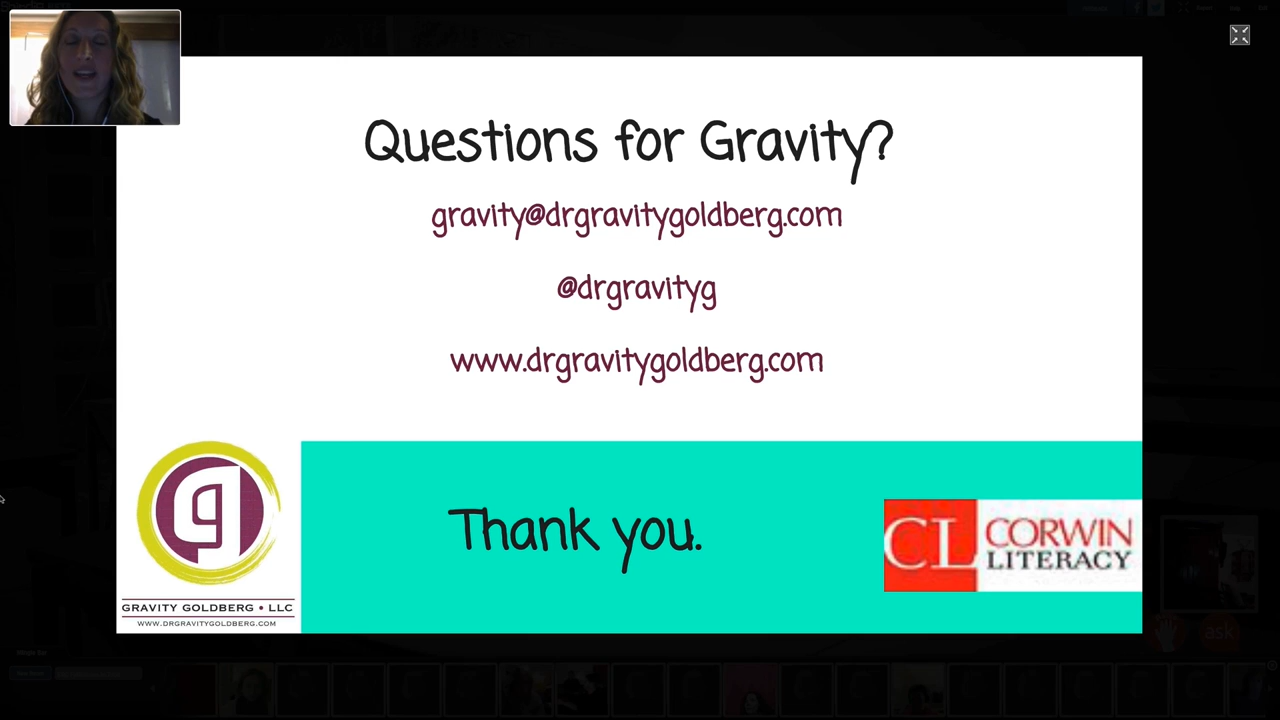 Questions for Gravity?
gravity@drgravitygoldberg.com
@drgravityg
www.drgravitygoldberg.com
g
GRAVITY GOLDBERG • LLC
WWW.DRGRAVITYGOLDBERG.COM
Thank you.
CL CORWIN
LITERACY
ask